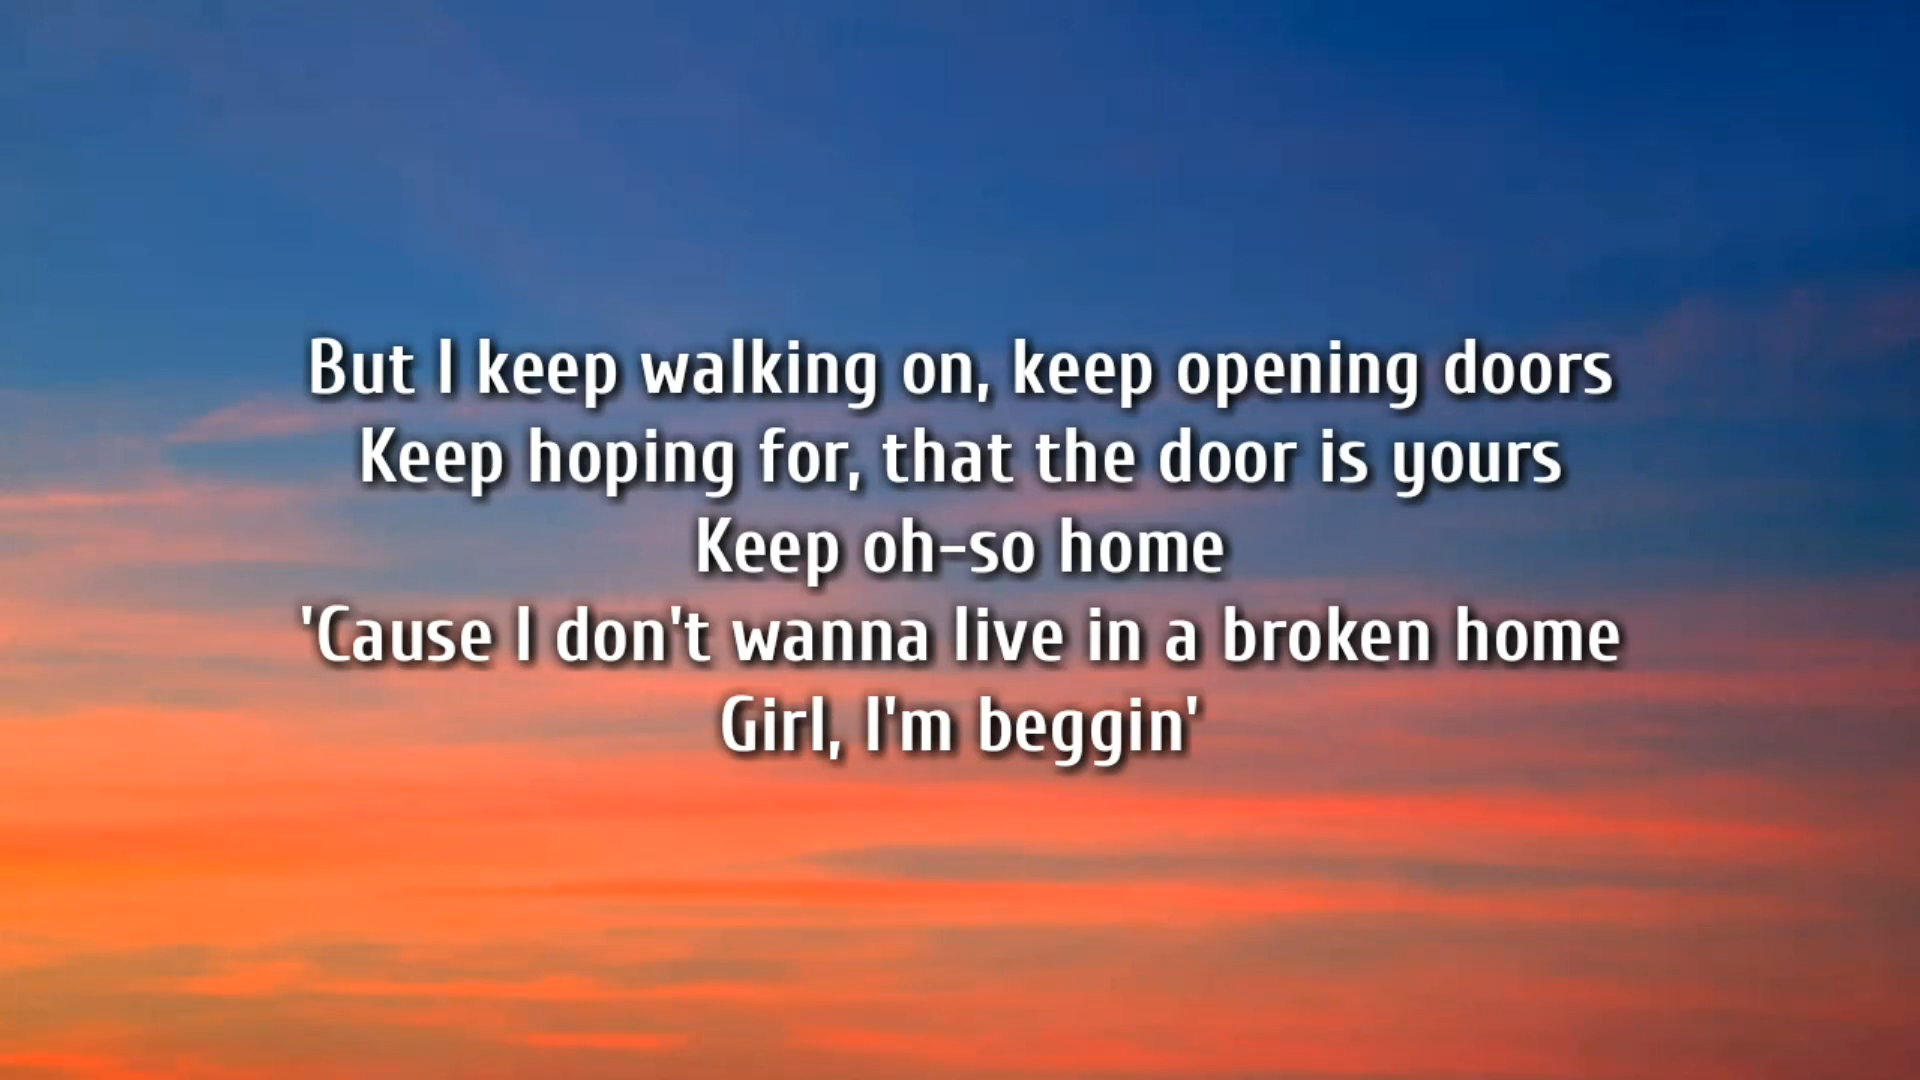 But I keep walking on, keep opening doors
Keep hoping for, that the door is yours
Keep oh-so home
'Cause I don't wanna live in a broken home
Girl, I'm beggin'